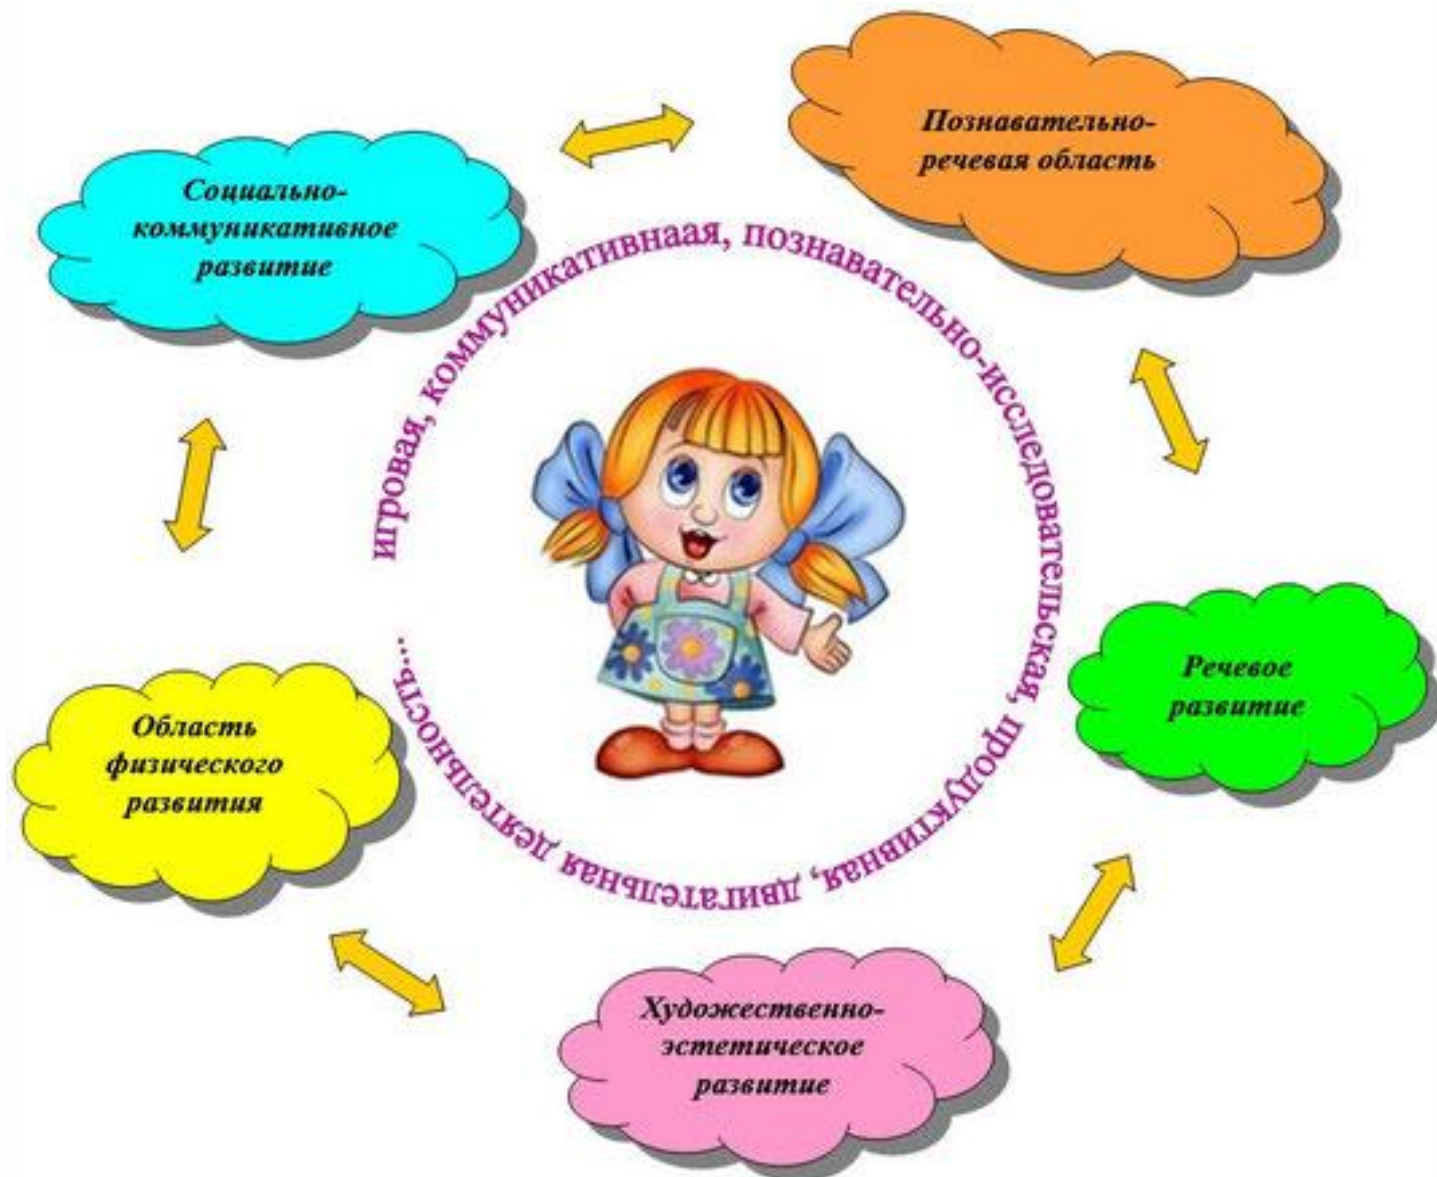 Познавательно-
речевая область
Социально-
коммуникативное
развитие
игровая, коммуникативнаая, познавательно-исследовательская, продуктивная, двигательная деятельность...
Речевое
развитие
Область
физического
развития
Художественно-
эстетическое
развитие